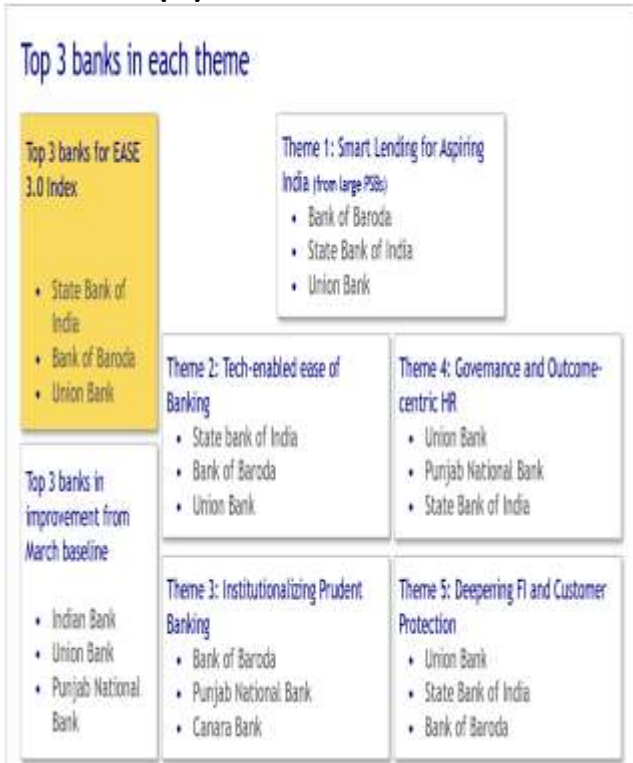 Top 3 banks in each theme
Top 3 banks for EASE
3.0 Index
• State Bank of
India
• Bank of Baroda
• Union Bank
Theme 1: Smart Lending for Aspiring
India (from large PSBs)
• Bank of Baroda
• State Bank of India
• Union Bank
Theme 2: Tech-enabled ease of
Banking
• State bank of India
• Bank of Baroda
• Union Bank
Theme 4: Governance and Outcome-
centric HR
• Union Bank
• Punjab National Bank
• State Bank of India
Top 3 banks in
improvement from
March baseline
• Indian Bank
• Union Bank
• Punjab National
Bank
Theme 3: Institutionalizing Prudent
Banking
• Bank of Baroda
• Punjab National Bank
• Canara Bank
Theme 5: Deepering FI and Customer
Protection
• Union Bank
• State Bank of India
• Bank of Baroda